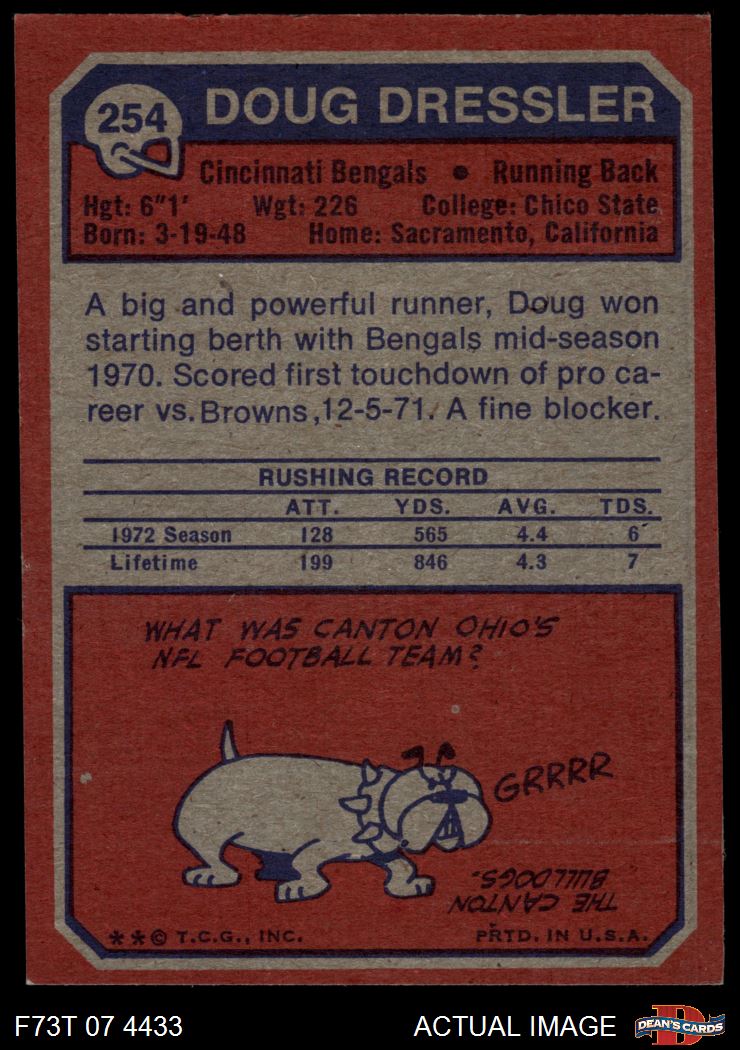 254
DOUG DRESSLER
Cincinnati Bengals ● Running Back
Hgt: 6"1' Wgt: 226 College: Chico State
Born: 3-19-48 Home: Sacramento, California
A big and powerful runner, Doug won
starting berth with Bengals mid-season
1970. Scored first touchdown of pro ca-
reer vs. Browns,12-5-71. A fine blocker.
RUSHING RECORD
ATT. YDS. AVG. TDS.
1972 Season 128 565 4.4 6
Lifetime 199 846 4.3 7
WHAT WAS CANTON OHIO'S
NFL FOOTBALL TEAM?
GRRRR
THE CANTON
BULLDOGS.
**© T.C.G., INC. PRTD. IN U.S.A.
F73T 07 4433 ACTUAL IMAGE D DEAN'S CARDS